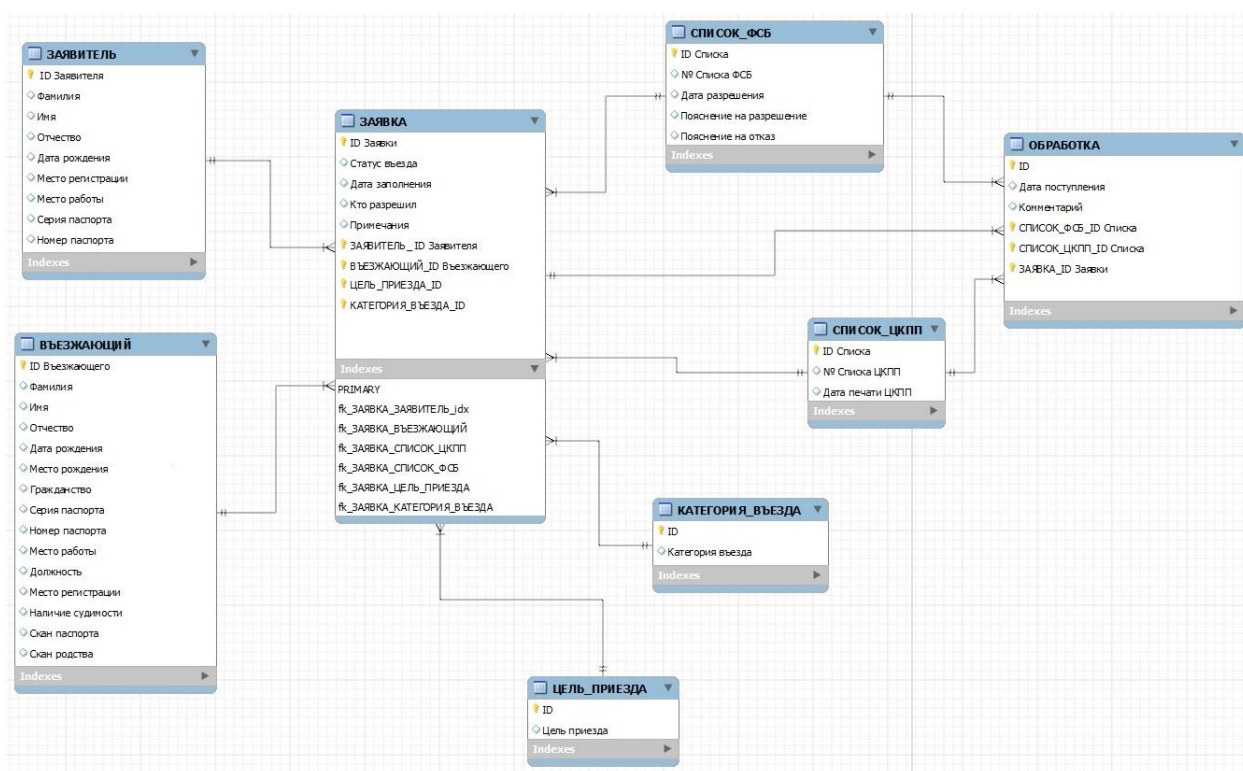 ЗАЯВИТЕЛЬ
ID Заявителя
Фамилия
Имя
Отчество
Дата рождения
Место регистрации
Место работы
Серия паспорта
Номер паспорта
Indexes
ВЪЕЗЖАЮЩИЙ
ID Въезжающего
Фамилия
Имя
Отчество
Дата рождения
Место рождения
Гражданство
Серия паспорта
Номер паспорта
Место работы
Должность
Место регистрации
Наличие судимости
Скан паспорта
Скан родства
Indexes
ЗАЯВКА
ID Заявки
Статус въезда
Дата заполнения
Кто разрешил
Примечания
ЗАЯВИТЕЛЬ_ ID Заявителя
ВЪЕЗЖАЮЩИЙ_ID Въезжающего
ЦЕЛЬ_ПРИЕЗДА_ID
КАТЕГОРИЯ_ВЪЕЗДА_ID
Indexes
PRIMARY
fk_ЗАЯВКА_ЗАЯВИТЕЛЬ_idx
fk_ЗАЯВКА_ВЪЕЗЖАЮЩИЙ
fk_ЗАЯВКА_СПИСОК_ЦКПП
fk_ЗАЯВКА_СПИСОК_ФСБ
fk_ЗАЯВКА_ЦЕЛЬ_ПРИЕЗДА
fk_ЗАЯВКА_КАТЕГОРИЯ_ВЪЕЗДА
СПИСОК_ФСБ
ID Списка
№ Списка ФСБ
Дата разрешения
Пояснение на разрешение
Пояснение на отказ
Indexes
ОБРАБОТКА
ID
Дата поступления
Комментарий
СПИСОК_ФСБ_ID Списка
СПИСОК_ЦКПП_ID Списка
ЗАЯВКА_ID Заявки
Indexes
СПИСОК_ЦКПП
ID Списка
№ Списка ЦКПП
Дата печати ЦКПП
Indexes
КАТЕГОРИЯ_ВЪЕЗДА
ID
Категория въезда
Indexes
ЦЕЛЬ_ПРИЕЗДА
ID
Цель приезда
Indexes